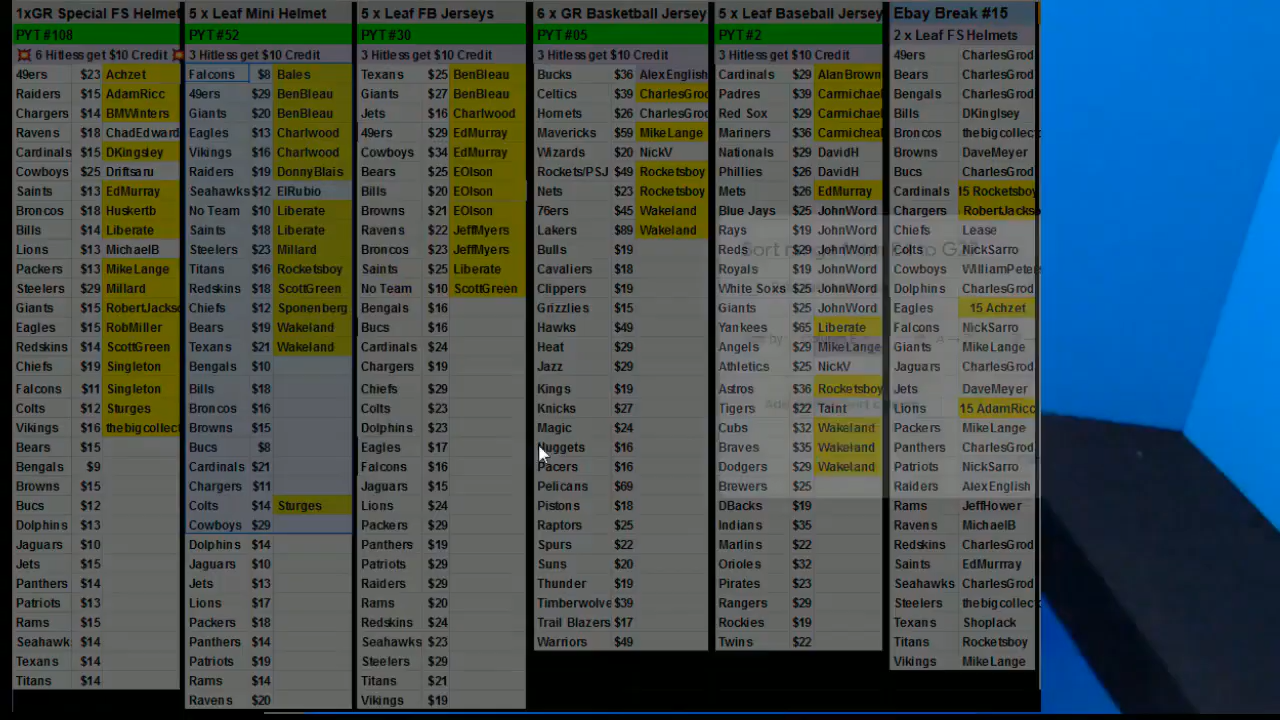 1xGR Special FS Helmet
PYT #108
💥 6 Hitless get $10 Credit 💥
49ers $23 Achzet
Raiders $15 AdamRicc
Chargers $14 BMWinters
Ravens $18 ChadEdward
Cardinals $15 DKingsley
Cowboys $25 Driftsaru
Saints $13 EdMurray
Broncos $18 Huskertb
Bills $14 Liberate
Lions $13 MichaelB
Packers $13 MikeLange
Steelers $29 Millard
Giants $15 RobertJackso
Eagles $15 RobMiller
Redskins $14 ScottGreen
Chiefs $19 Singleton
Falcons $11 Singleton
Colts $12 Sturges
Vikings $16 thebigcollect
Bears $15
Bengals $9
Browns $15
Bucs $12
Dolphins $13
Jaguars $10
Jets $15
Panthers $14
Patriots $13
Rams $15
Seahawk $14
Texans $14
Titans $14
5 x Leaf Mini Helmet
PYT #52
3 Hitless get $10 Credit
Falcons $8 Bales
49ers $29 BenBleau
Giants $20 BenBleau
Eagles $13 Charlwood
Vikings $16 Charlwood
Raiders $19 DonnyBlais
Seahawks $12 ElRubio
No Team $10 Liberate
Saints $18 Liberate
Steelers $23 Millard
Titans $16 Rocketsboy
Redskins $18 ScottGreen
Chiefs $12 Sponenberg
Bears $19 Wakeland
Texans $21 Wakeland
Bengals $10
Bills $18
Broncos $16
Browns $15
Bucs $8
Cardinals $21
Chargers $11
Colts $14 Sturges
Cowboys $29
Dolphins $14
Jaguars $10
Jets $13
Lions $17
Packers $18
Panthers $14
Patriots $19
Rams $14
Ravens $20
5 x Leaf FB Jerseys
PYT #30
3 Hitless get $10 Credit
Texans $25 BenBleau
Giants $27 BenBleau
Jets $16 Charlwood
49ers $29 EdMurray
Cowboys $34 EdMurray
Bears $25 EOlson
Bills $20 EOlson
Browns $21 EOlson
Ravens $22 JeffMyers
Broncos $23 JeffMyers
Saints $25 Liberate
No Team $10 ScottGreen
Bengals $16
Bucs $16
Cardinals $24
Chargers $19
Chiefs $29
Colts $23
Dolphins $23
Eagles $17
Falcons $16
Jaguars $15
Lions $24
Packers $29
Panthers $19
Patriots $29
Raiders $29
Rams $20
Redskins $24
Seahawks $23
Steelers $29
Titans $21
Vikings $19
6 x GR Basketball Jersey
PYT #05
3 Hitless get $10 Credit
Bucks $36 AlexEnglish
Celtics $39 CharlesGrod
Hornets $26 CharlesGrod
Mavericks $59 MikeLange
Wizards $20 NickV
Rockets/PSJ $49 Rocketsboy
Nets $23 Rocketsboy
76ers $45 Wakeland
Lakers $89 Wakeland
Bulls $19
Cavaliers $18
Clippers $19
Grizzlies $15
Hawks $49
Heat $29
Jazz $29
Kings $19
Knicks $27
Magic $24
Nuggets $16
Pacers $16
Pelicans $69
Pistons $18
Raptors $25
Spurs $22
Suns $20
Thunder $19
Timberwolve $39
Trail Blazers $17
Warriors $49
5 x Leaf Baseball Jersey
PYT #2
3 Hitless get $10 Credit
Cardinals $29 AlanBrown
Padres $39 Carmichael
Red Sox $29 Carmichael
Mariners $36 Carmicheal
Nationals $29 DavidH
Phillies $26 DavidH
Mets $26 EdMurray
Blue Jays $25 JohnWord
Rays $19 JohnWord
Reds $29 JohnWord
Royals $19 JohnWord
White Soxs $25 JohnWord
Giants $25 JohnWord
Yankees $65 Liberate
Angels $29 MikeLange
Athletics $25 NickV
Astros $36 Rocketsboy
Tigers $22 Taint
Cubs $32 Wakeland
Braves $35 Wakeland
Dodgers $29 Wakeland
Brewers $25
DBacks $19
Indians $35
Marlins $22
Orioles $32
Pirates $23
Rangers $29
Rockies $19
Twins $22
Ebay Break #15
2 x Leaf FS Helmets
49ers CharlesGrod
Bears CharlesGrod
Bengals CharlesGrod
Bills DKinglsey
Broncos thebigcollect
Browns DaveMeyer
Bucs CharlesGrod
Cardinals 15 Rocketsboy
Chargers RobertJackso
Chiefs Lease
Colts NickSarro
Cowboys WilliamPeter
Dolphins CharlesGrod
Eagles 15 Achzet
Falcons NickSarro
Giants MikeLange
Jaguars CharlesGrod
Jets DaveMeyer
Lions 15 AdamRicc
Packers MikeLange
Panthers CharlesGrod
Patriots NickSarro
Raiders AlexEnglish
Rams JeffHower
Ravens MichaelB
Redskins CharlesGrod
Saints EdMurrray
Seahawks CharlesGrod
Steelers thebigcollect
Texans Shoplack
Titans Rocketsboy
Vikings MikeLange